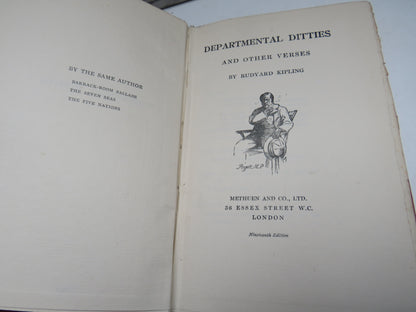 BY THE SAME AUTHOR
BARRACK-ROOM BALLADS
THE SEVEN SEAS
THE FIVE NATIONS
DEPARTMENTAL DITTIES
AND OTHER VERSES
BY RUDYARD KIPLING
METHUEN AND CO., LTD.
36 ESSEX STREET W.C.
LONDON
Nineteenth Edition